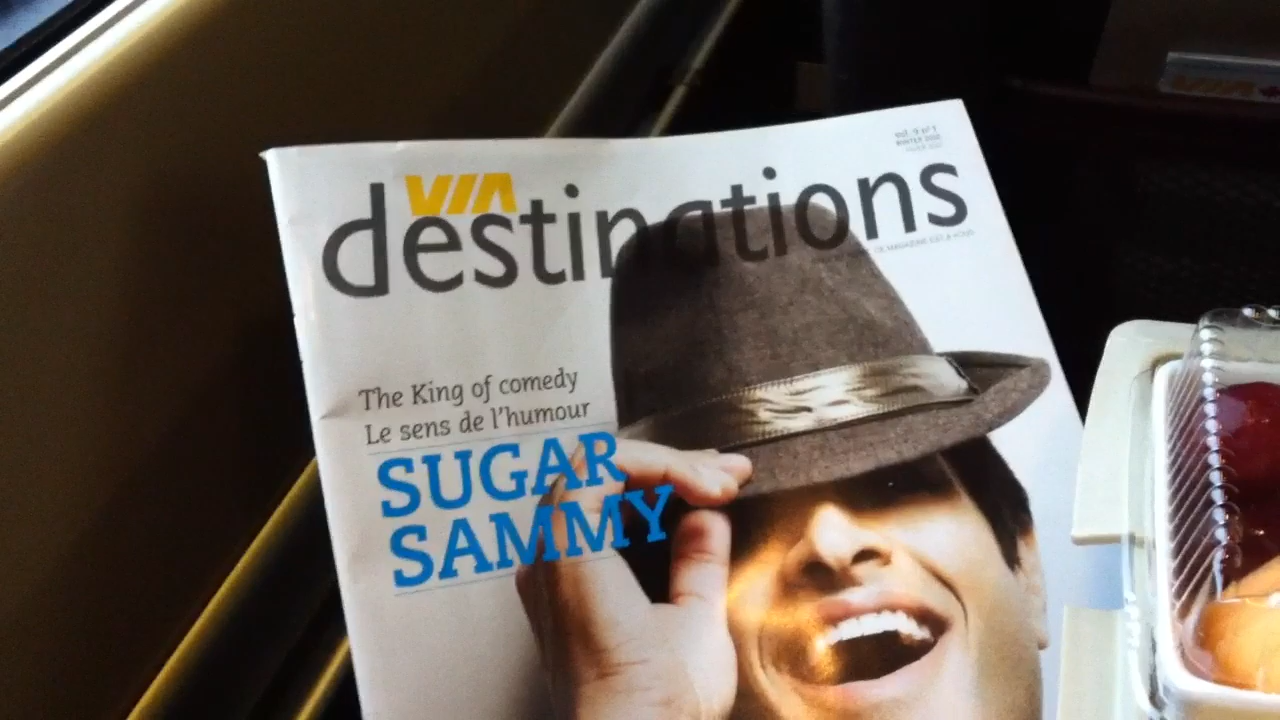 VIA
destinations
The King of comedy
Le sens de l'humour
SUGAR
SAMMY